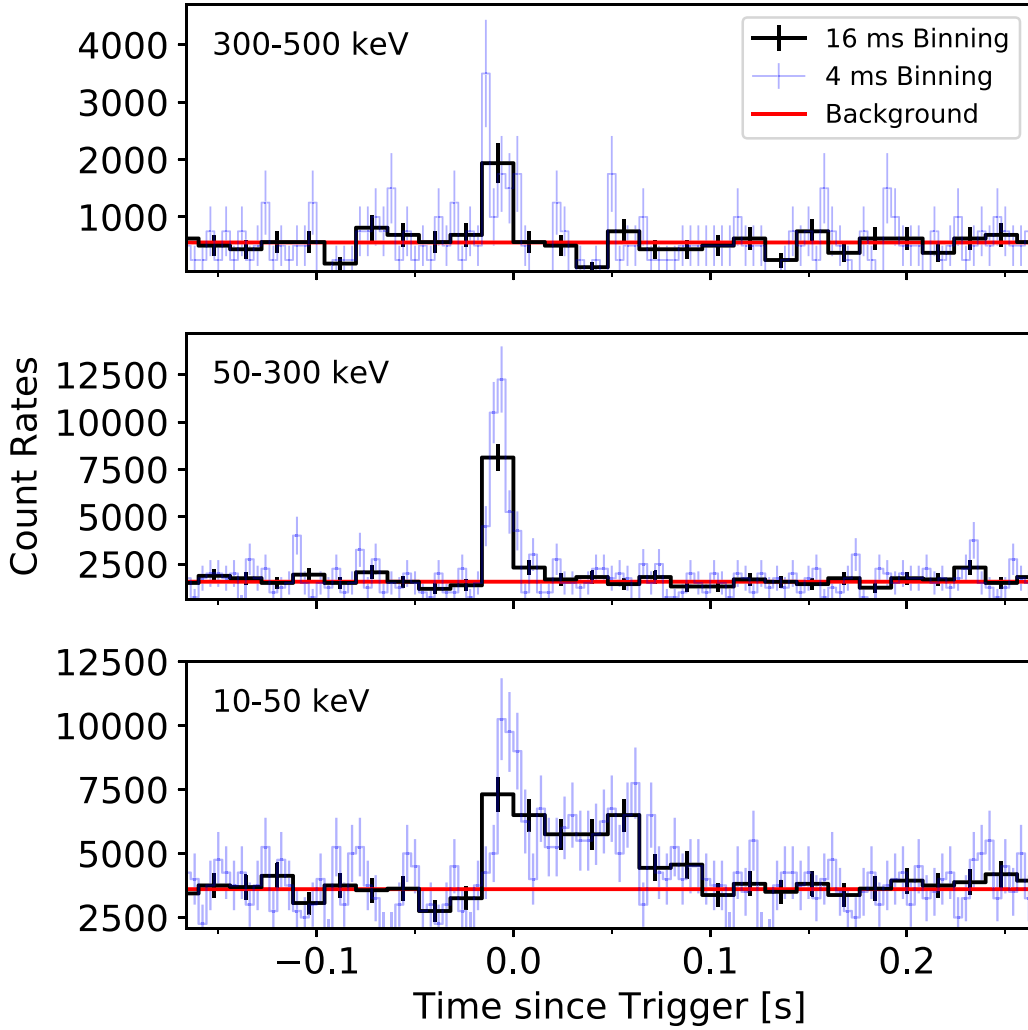 300-500 keV
16 ms Binning
4 ms Binning
Background
4000
3000
2000
1000
50-300 keV
12500
10000
7500
5000
2500
Count Rates
10-50 keV
12500
10000
7500
5000
2500
−0.1 0.0 0.1 0.2
Time since Trigger [s]